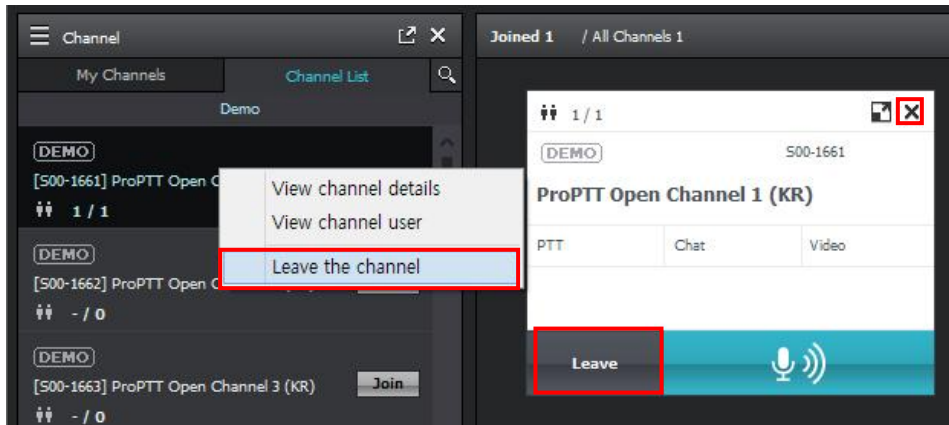 Channel
My Channels
Channel List
Demo
DEMO
[S00-1661] ProPTT Open C
1 / 1
DEMO
[S00-1662] ProPTT Open C
- / 0
DEMO
[S00-1663] ProPTT Open Channel 3 (KR)
Join
- / 0
View channel details
View channel user
Leave the channel
Joined 1 / All Channels 1
1 / 1
DEMO
S00-1661
ProPTT Open Channel 1 (KR)
PTT
Chat
Video
Leave